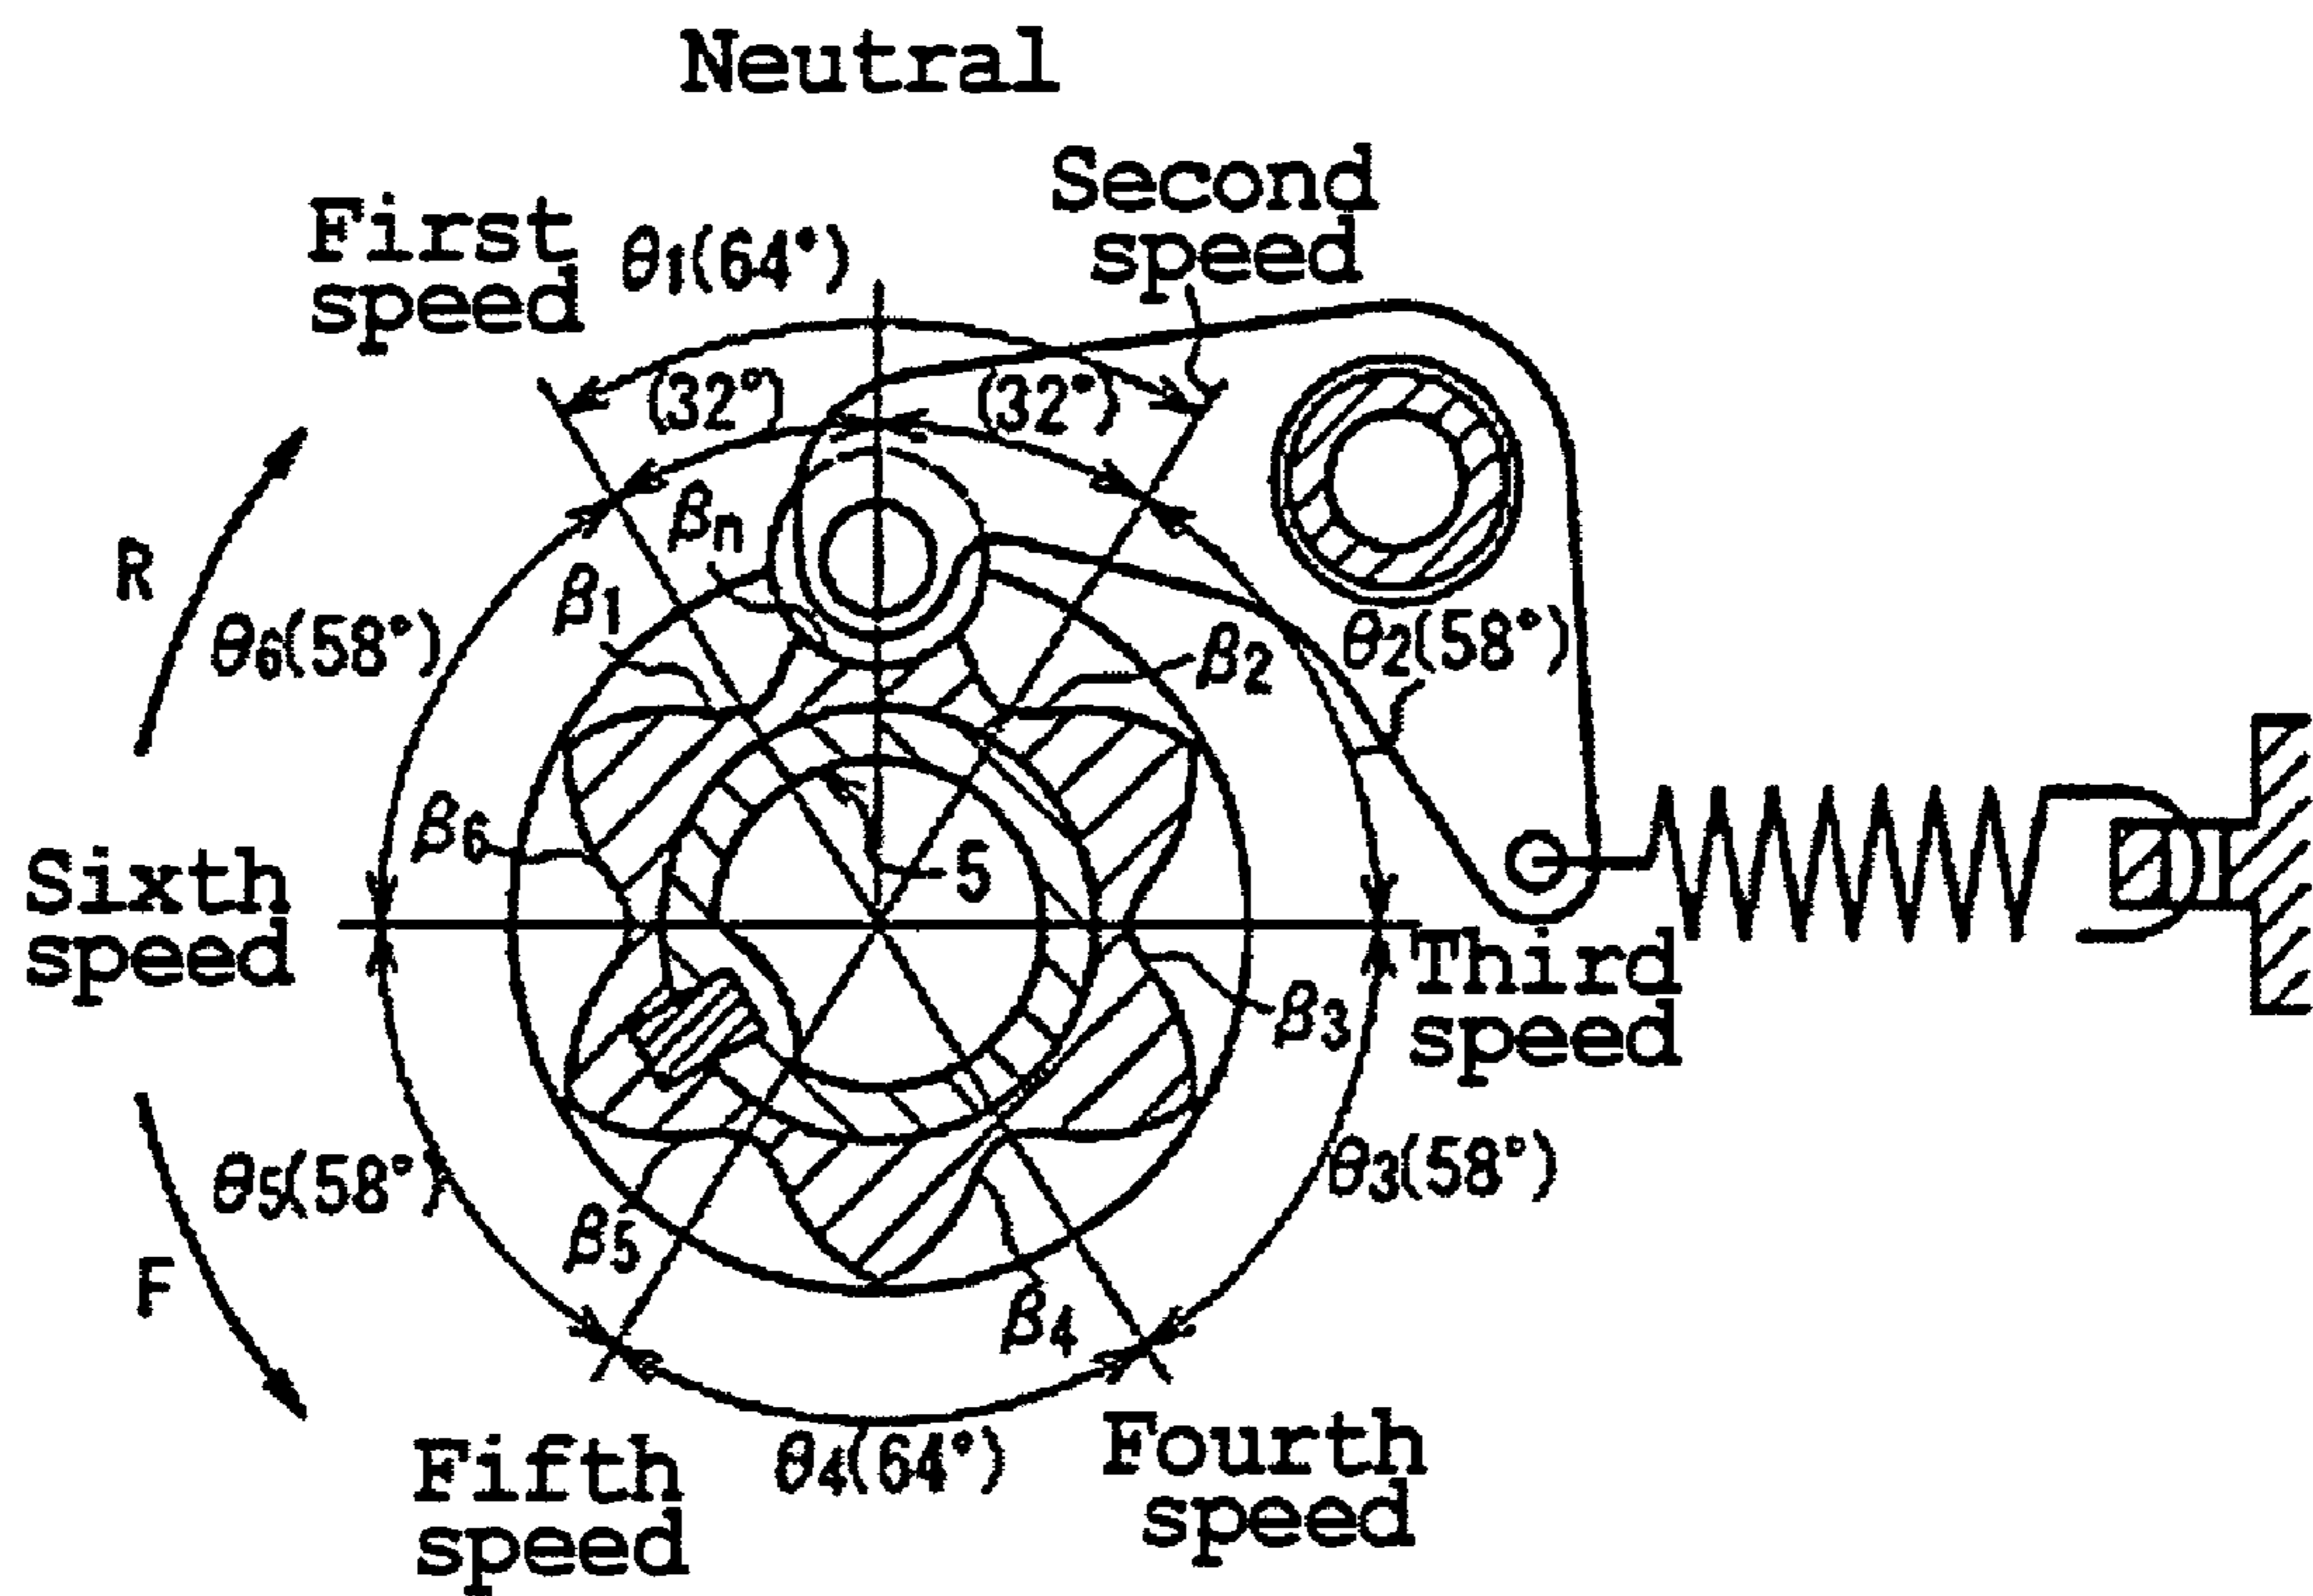 Neutral
Second
speed
First
speed
θ1(64°)
(32°)
(32°)
βn
R
β1
θ6(58°)
β2
θ2(58°)
β6
5
Sixth
speed
Third
speed
β3
θ5(58°)
θ3(58°)
β5
F
β4
θ4(64°)
Fourth
speed
Fifth
speed